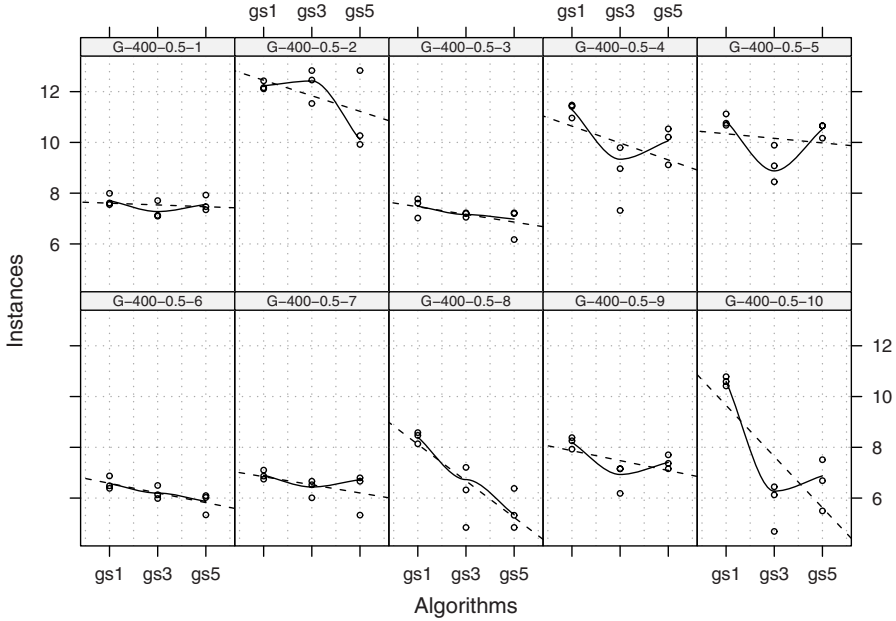 gs1 gs3 gs5 gs1 gs3 gs5
G−400−0.5−1 G−400−0.5−2 G−400−0.5−3 G−400−0.5−4 G−400−0.5−5
12
10
8
6
G−400−0.5−6 G−400−0.5−7 G−400−0.5−8 G−400−0.5−9 G−400−0.5−10
12
10
8
6
Instances
gs1 gs3 gs5 gs1 gs3 gs5 gs1 gs3 gs5
Algorithms